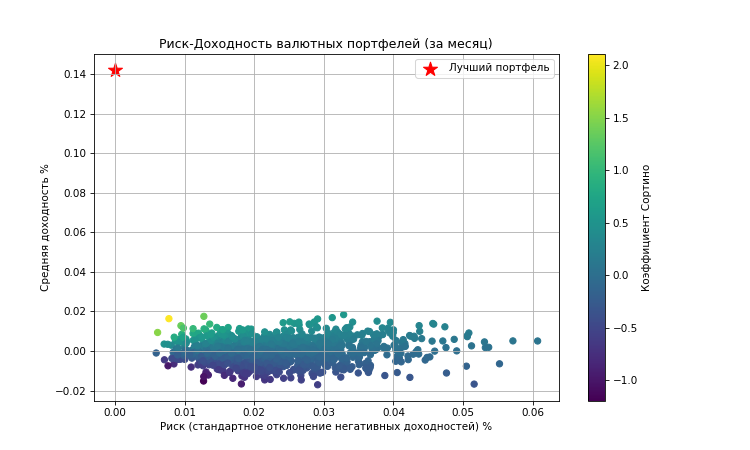 Риск-Доходность валютных портфелей (за месяц)
Лучший портфель
Средняя доходность %
0.14
0.12
0.10
0.08
0.06
0.04
0.02
0.00
−0.02
0.00 0.01 0.02 0.03 0.04 0.05 0.06
Риск (стандартное отклонение негативных доходностей) %
2.0
1.5
1.0
0.5
0.0
−0.5
−1.0
Коэффициент Сортино